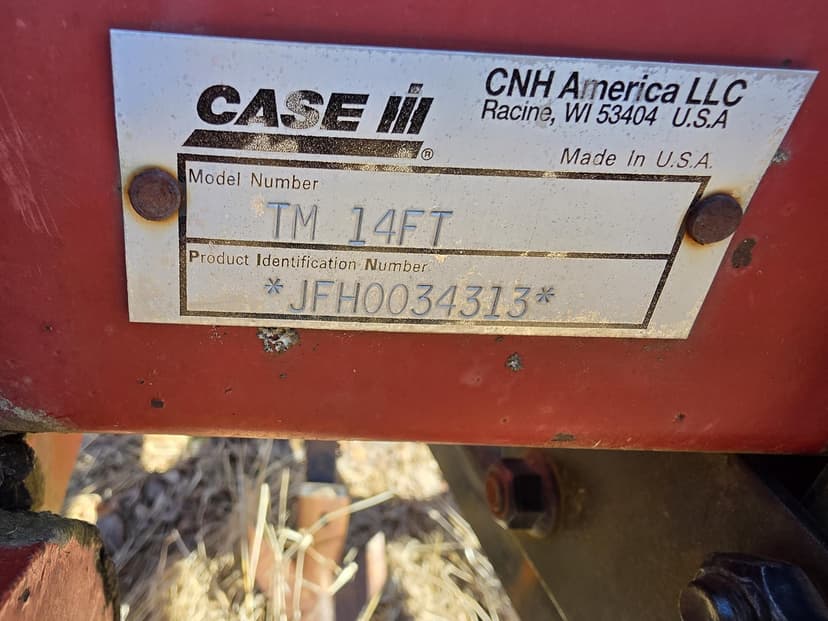 CASE IH®
CNH America LLC
Racine, WI 53404 U.S.A
Made In U.S.A.
Model Number
TM 14FT
Product Identification Number
*JFH0034313*